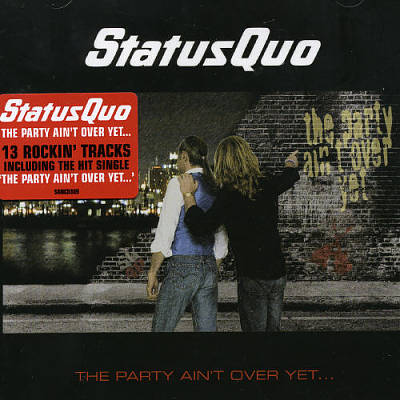 StatusQuo
StatusQuo
THE PARTY AIN'T OVER YET...
13 ROCKIN' TRACKS
INCLUDING THE HIT SINGLE
'THE PARTY AIN'T OVER YET...'
the party
ain't over
yet
THE PARTY AIN'T OVER YET...